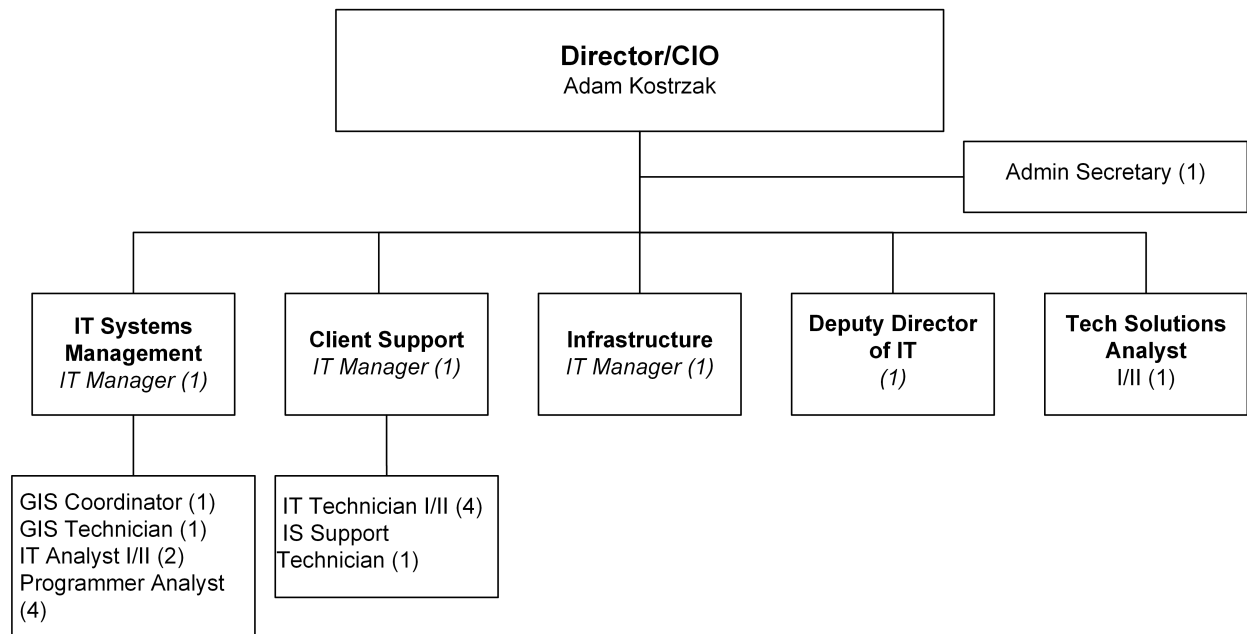 Director/CIO
Adam Kostrzak
Admin Secretary (1)
IT Systems
Management
IT Manager (1)
Client Support
IT Manager (1)
Infrastructure
IT Manager (1)
Deputy Director
of IT
(1)
Tech Solutions
Analyst
I/II (1)
GIS Coordinator (1)
GIS Technician (1)
IT Analyst I/II (2)
Programmer Analyst
(4)
IT Technician I/II (4)
IS Support
Technician (1)